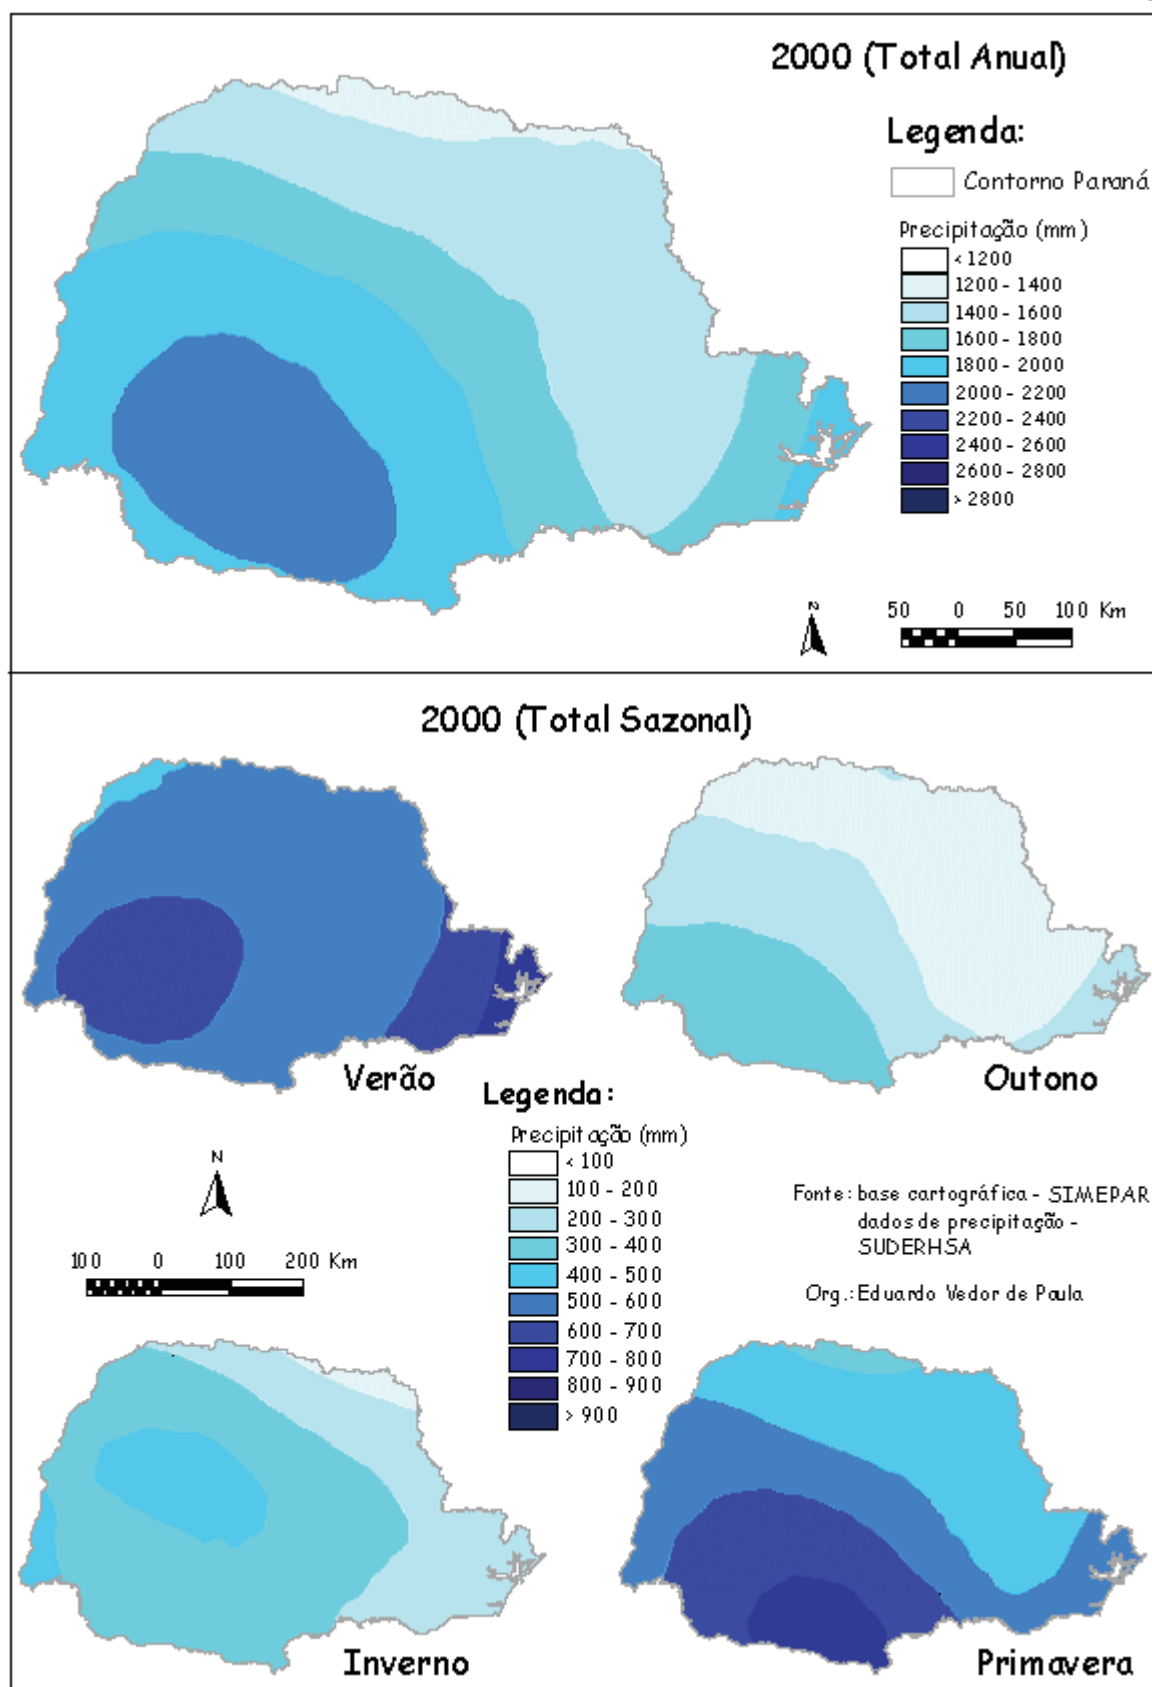 2000 (Total Anual)
Legenda:
Contorno Paraná
Precipitação (mm)
< 1200
1200 - 1400
1400 - 1600
1600 - 1800
1800 - 2000
2000 - 2200
2200 - 2400
2400 - 2600
2600 - 2800
> 2800
N
50 0 50 100 Km
2000 (Total Sazonal)
Verão
Outono
Legenda:
Precipitação (mm)
< 100
100 - 200
200 - 300
300 - 400
400 - 500
500 - 600
600 - 700
700 - 800
800 - 900
> 900
N
100 0 100 200 Km
Fonte: base cartográfica - SIMEPAR
dados de precipitação -
SUDERHSA
Org.: Eduardo Vedor de Paula
Inverno
Primavera